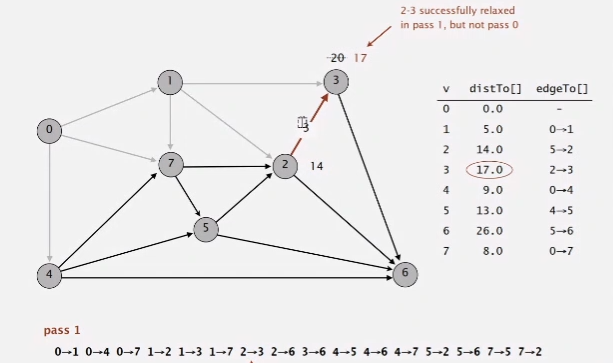 2-3 successfully relaxed
in pass 1, but not pass 0
20 17
1
3
0
3
7
2
14
5
4
6
v distTo[] edgeTo[]
0 0.0 -
1 5.0 0→1
2 14.0 5→2
3 17.0 2→3
4 9.0 0→4
5 13.0 4→5
6 26.0 5→6
7 8.0 0→7
pass 1
0→1 0→4 0→7 1→2 1→3 1→7 2→3 2→6 3→6 4→5 4→6 4→7 5→2 5→6 7→5 7→2